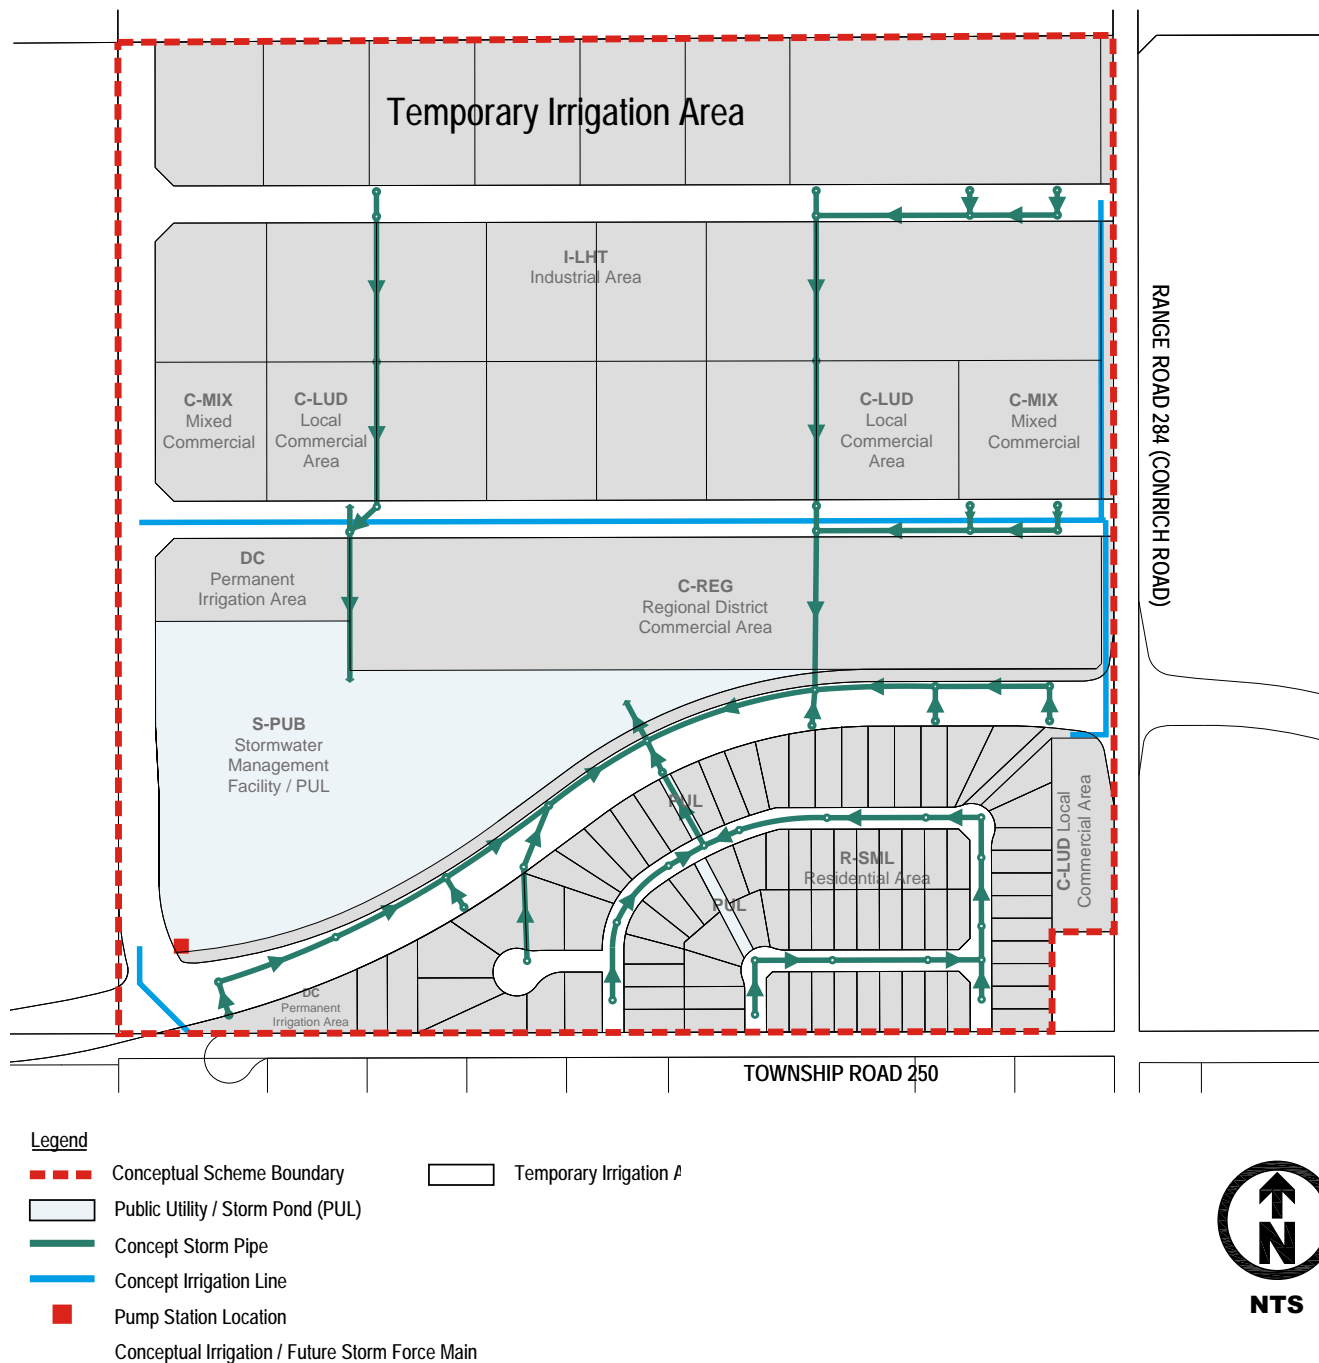 Temporary Irrigation Area
I-LHT
Industrial Area
C-MIX
Mixed
Commercial
C-LUD
Local
Commercial
Area
C-LUD
Local
Commercial
Area
C-MIX
Mixed
Commercial
RANGE ROAD 284 (CONRICH ROAD)
DC
Permanent
Irrigation Area
C-REG
Regional District
Commercial Area
S-PUB
Stormwater
Management
Facility / PUL
PUL
C-LUD Local
Commercial Area
R-SML
Residential Area
PUL
DC
Permanent
Irrigation Area
TOWNSHIP ROAD 250
Legend
Conceptual Scheme Boundary
Temporary Irrigation A
Public Utility / Storm Pond (PUL)
Concept Storm Pipe
Concept Irrigation Line
Pump Station Location
Conceptual Irrigation / Future Storm Force Main
N
NTS